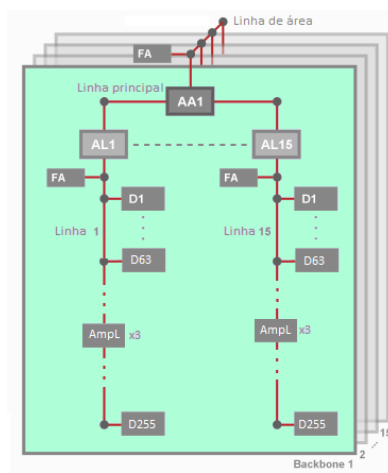 Linha de área
FA
Linha principal
AA1
AL1
AL15
FA
FA
D1
D1
Linha 1
Linha 15
D63
D63
AmpL x3
AmpL x3
D255
D255
Backbone 1
2 ... 15